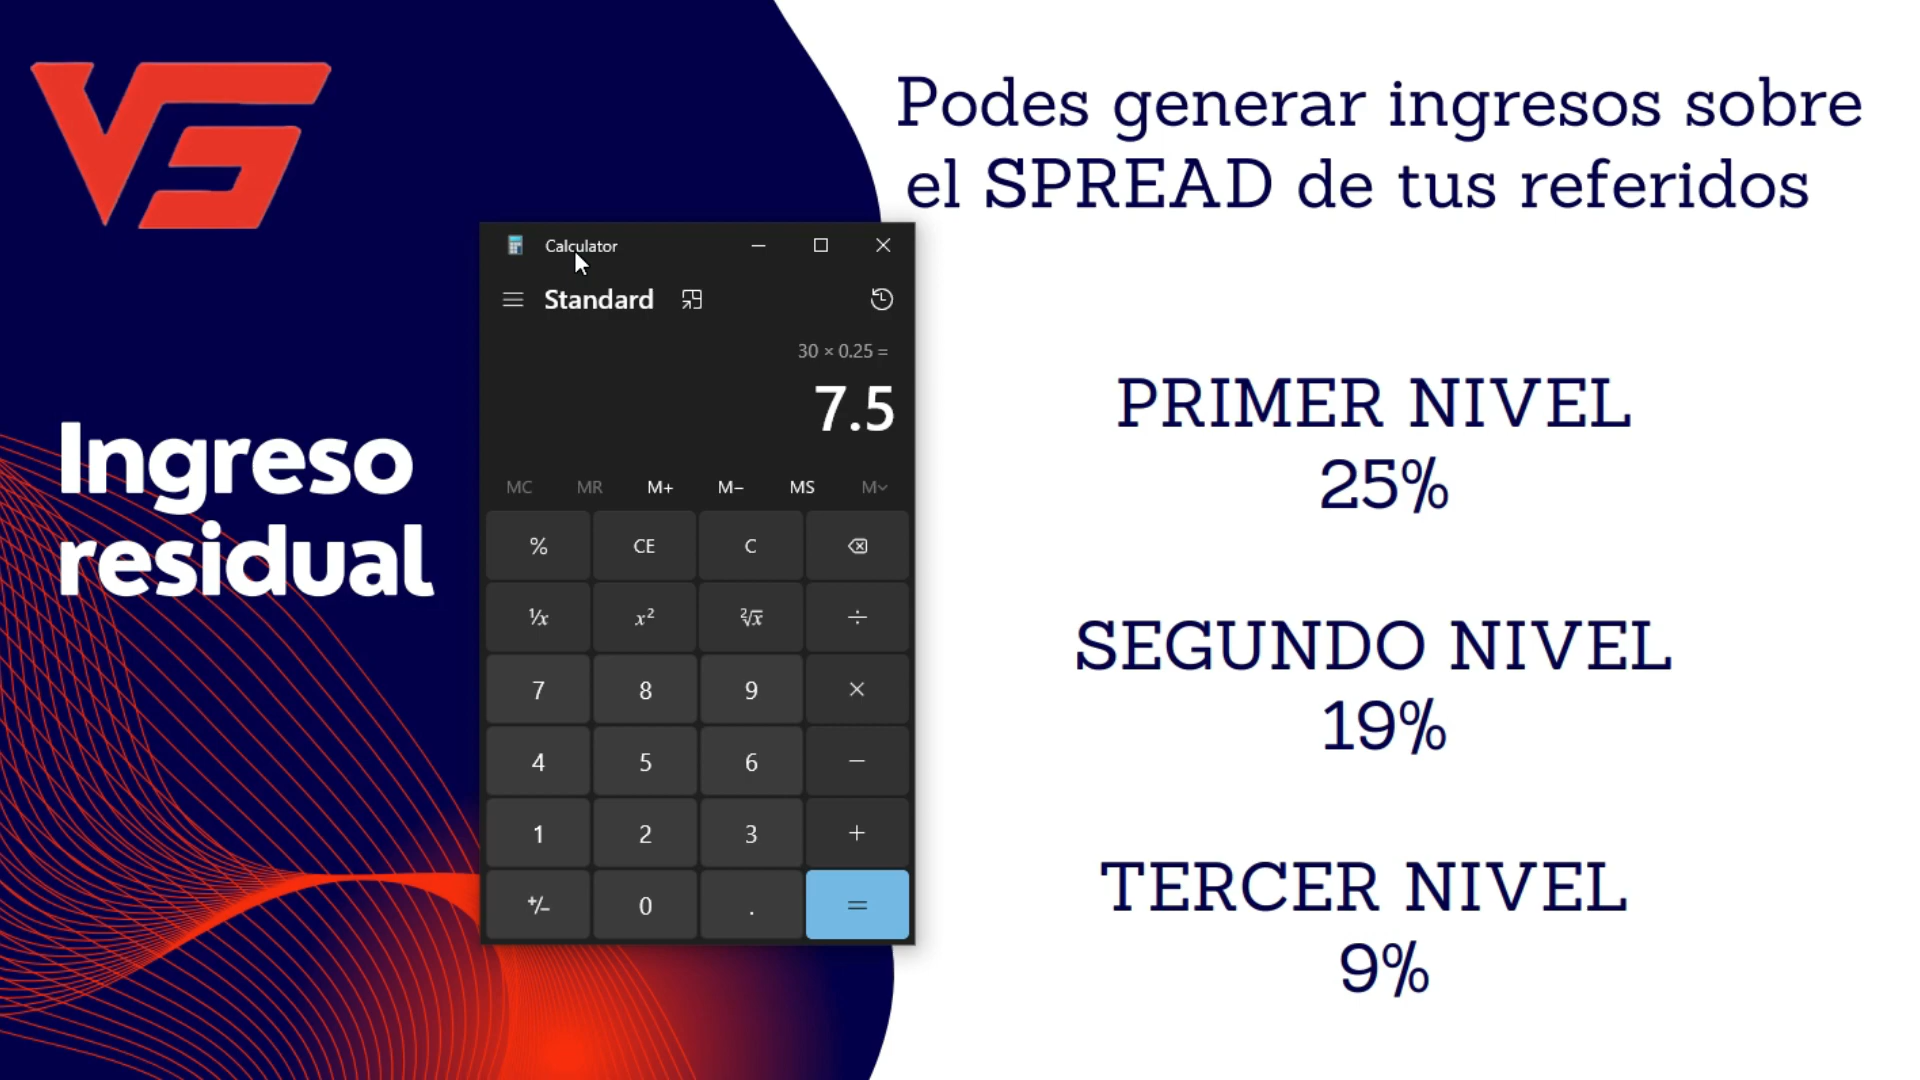 VS
Podes generar ingresos sobre
el SPREAD de tus referidos
Ingreso
residual
Calculator
Standard
30 × 0.25 =
7.5
MC MR M+ M− MS M
% CE C
¹/x x² ²√x ÷
7 8 9 ×
4 5 6 −
1 2 3 +
+/− 0 . =
PRIMER NIVEL
25%
SEGUNDO NIVEL
19%
TERCER NIVEL
9%